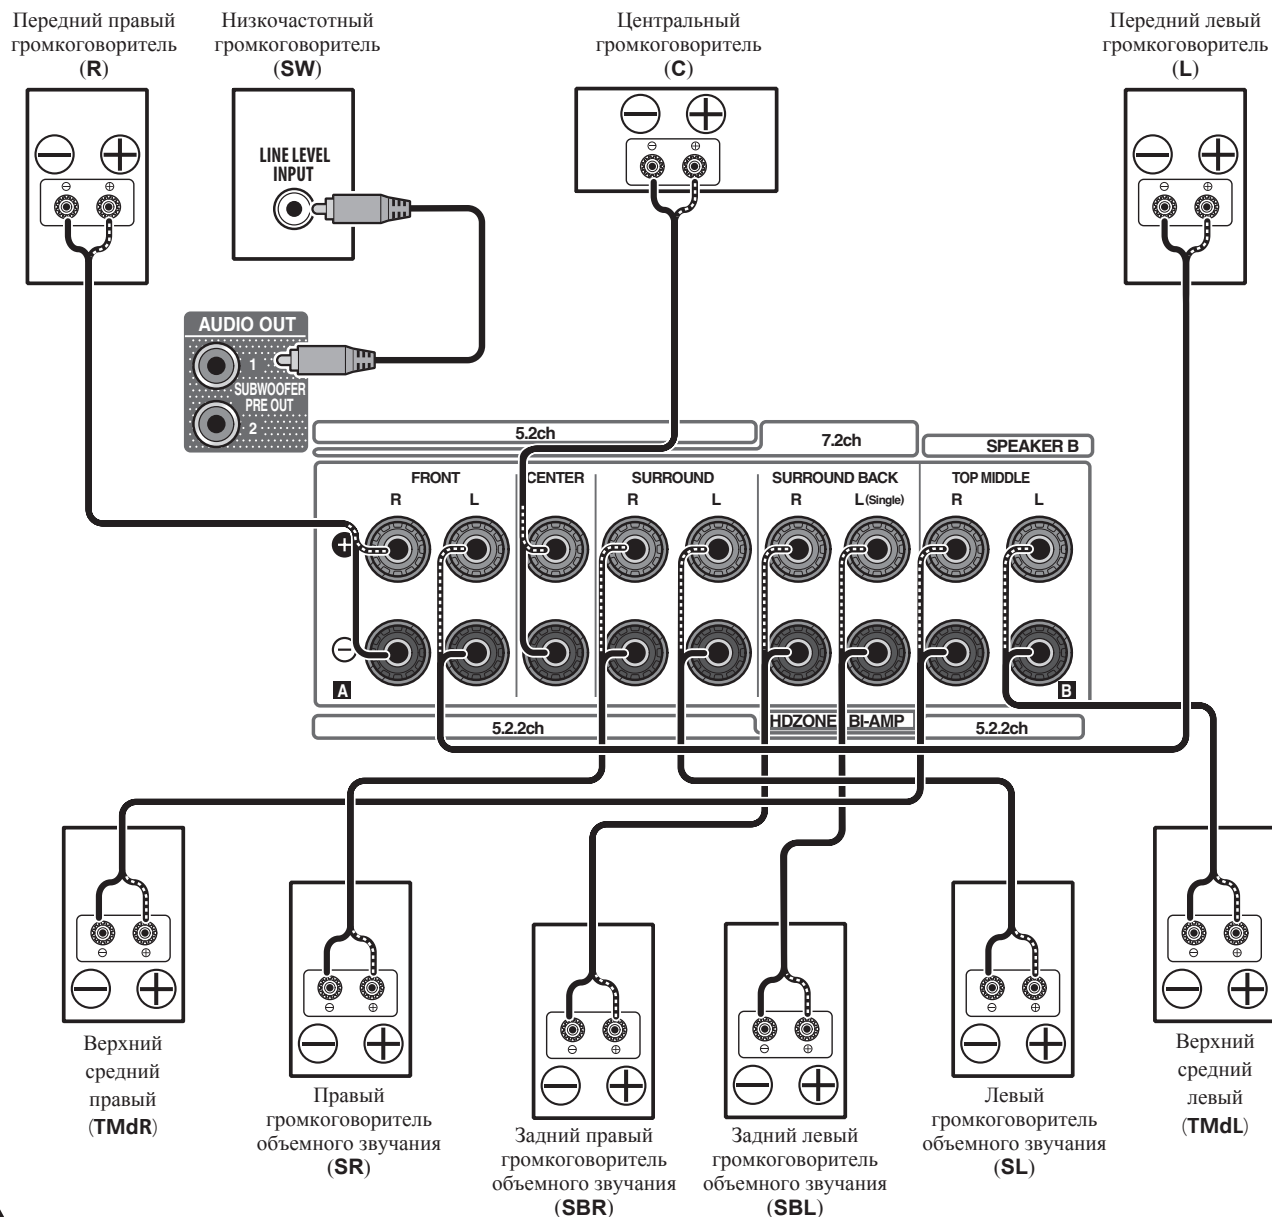 Передний правый
громкоговоритель
(R)
Низкочастотный
громкоговоритель
(SW)
Центральный
громкоговоритель
(C)
Передний левый
громкоговоритель
(L)
LINE LEVEL
INPUT
AUDIO OUT
1
SUBWOOFER
PRE OUT
2
5.2ch
7.2ch
SPEAKER B
FRONT
CENTER
SURROUND
SURROUND BACK
TOP MIDDLE
R
L
R
L
R
L (Single)
R
L
A
B
5.2.2ch
HDZONE
BI-AMP
5.2.2ch
Верхний
средний
правый
(TMdR)
Правый
громкоговоритель
объемного звучания
(SR)
Задний правый
громкоговоритель
объемного звучания
(SBR)
Задний левый
громкоговоритель
объемного звучания
(SBL)
Левый
громкоговоритель
объемного звучания
(SL)
Верхний
средний
левый
(TMdL)